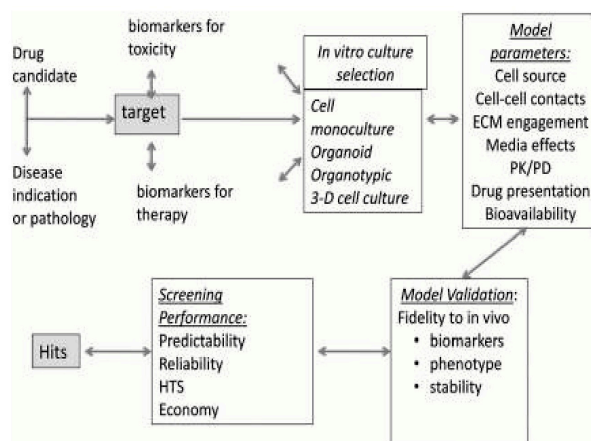 biomarkers for
toxicity
Drug
candidate
target
Disease
indication
or pathology
biomarkers for
therapy
In vitro culture
selection
Cell
monoculture
Organoid
Organotypic
3-D cell culture
Model
parameters:
Cell source
Cell-cell contacts
ECM engagement
Media effects
PK/PD
Drug presentation
Bioavailability
Hits
Screening
Performance:
Predictability
Reliability
HTS
Economy
Model Validation:
Fidelity to in vivo
• biomarkers
• phenotype
• stability